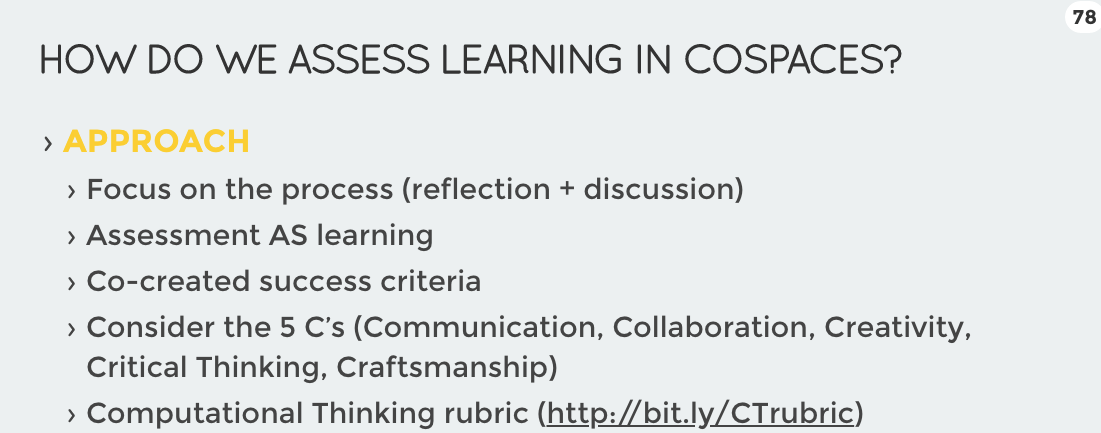 78
HOW DO WE ASSESS LEARNING IN COSPACES?
› APPROACH
› Focus on the process (reflection + discussion)
› Assessment AS learning
› Co-created success criteria
› Consider the 5 C’s (Communication, Collaboration, Creativity,
Critical Thinking, Craftsmanship)
› Computational Thinking rubric (http://bit.ly/CTrubric)